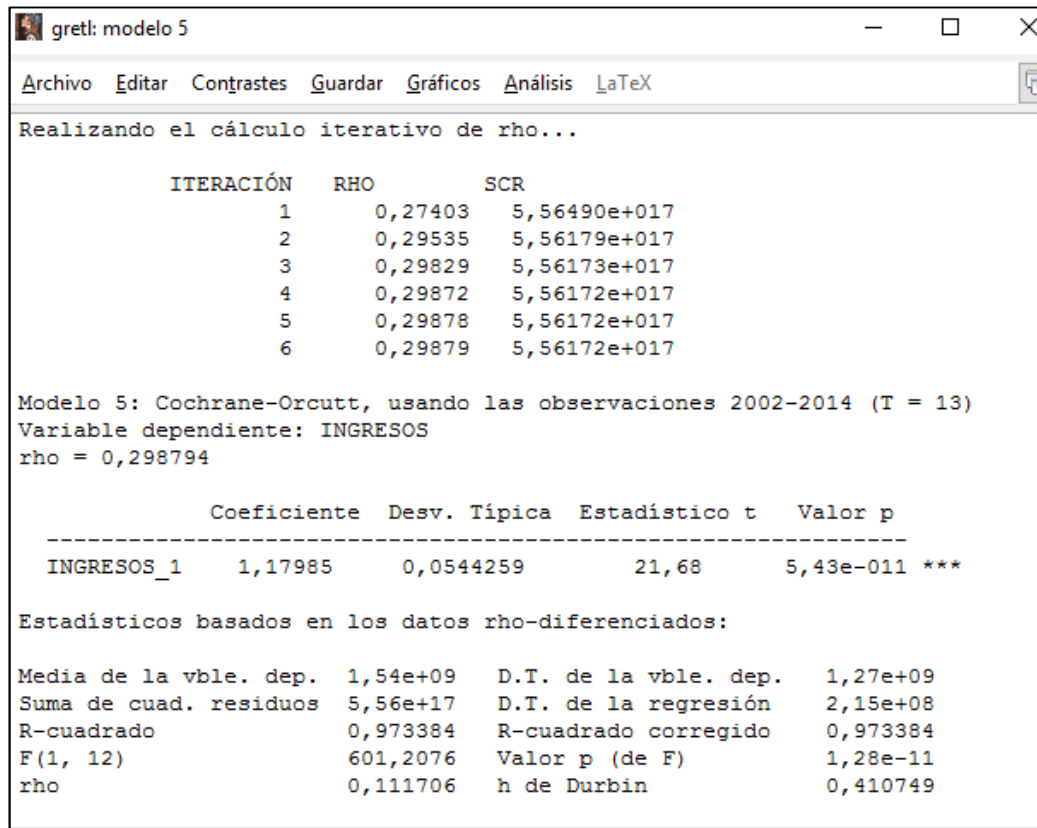 gretl: modelo 5
Archivo Editar Contrastes Guardar Gráficos Análisis LaTeX
Realizando el cálculo iterativo de rho...
ITERACIÓN RHO SCR
1 0,27403 5,56490e+017
2 0,29535 5,56179e+017
3 0,29829 5,56173e+017
4 0,29872 5,56172e+017
5 0,29878 5,56172e+017
6 0,29879 5,56172e+017
Modelo 5: Cochrane-Orcutt, usando las observaciones 2002-2014 (T = 13)
Variable dependiente: INGRESOS
rho = 0,298794
Coeficiente Desv. Típica Estadístico t Valor p
----------------------------------------------------------------
INGRESOS_1 1,17985 0,0544259 21,68 5,43e-011 ***
Estadísticos basados en los datos rho-diferenciados:
Media de la vble. dep. 1,54e+09 D.T. de la vble. dep. 1,27e+09
Suma de cuad. residuos 5,56e+17 D.T. de la regresión 2,15e+08
R-cuadrado 0,973384 R-cuadrado corregido 0,973384
F(1, 12) 601,2076 Valor p (de F) 1,28e-11
rho 0,111706 h de Durbin 0,410749